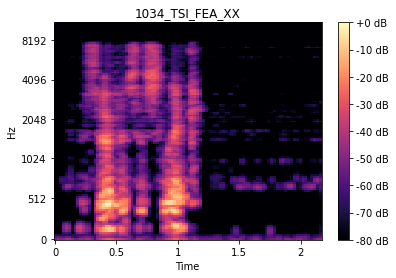 1034_TSI_FEA_XX
+0 dB
8192
-10 dB
4096
-20 dB
-30 dB
2048
Hz
-40 dB
1024
-50 dB
512
-60 dB
-70 dB
0
-80 dB
0
0.5
1
1.5
2
Time